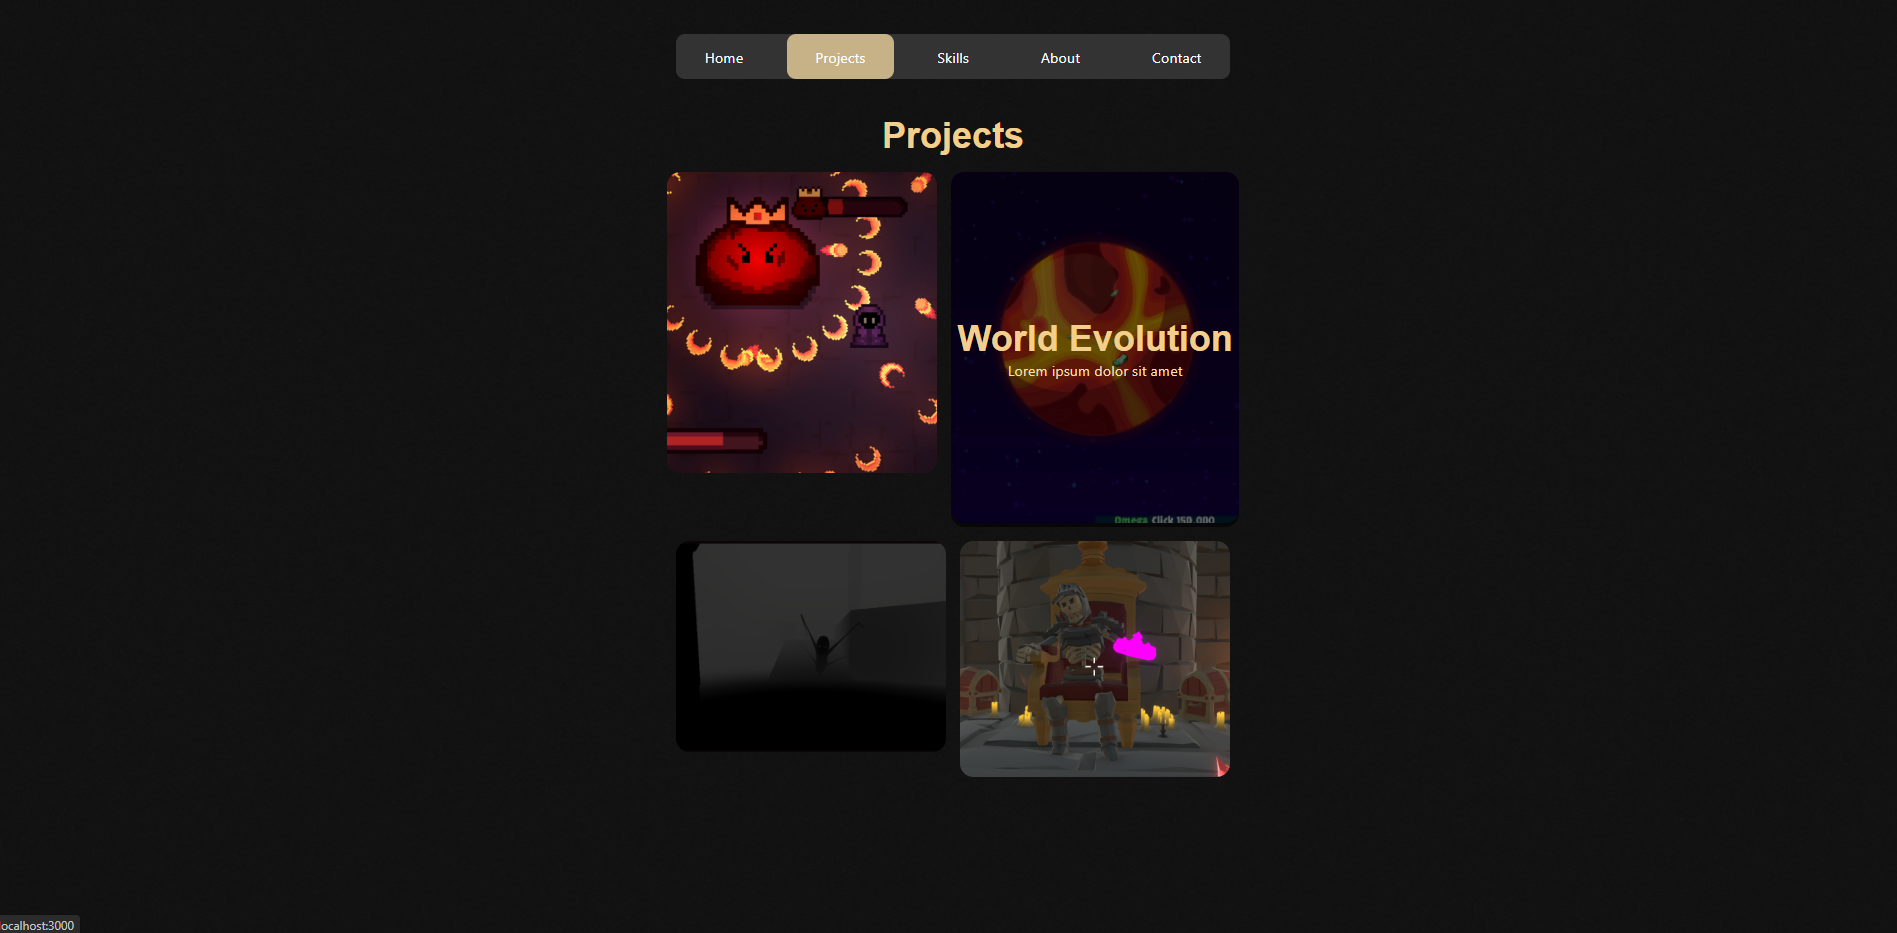 Home Projects Skills About Contact
Projects
World Evolution
Lorem ipsum dolor sit amet
Omega Click 150.000
localhost:3000